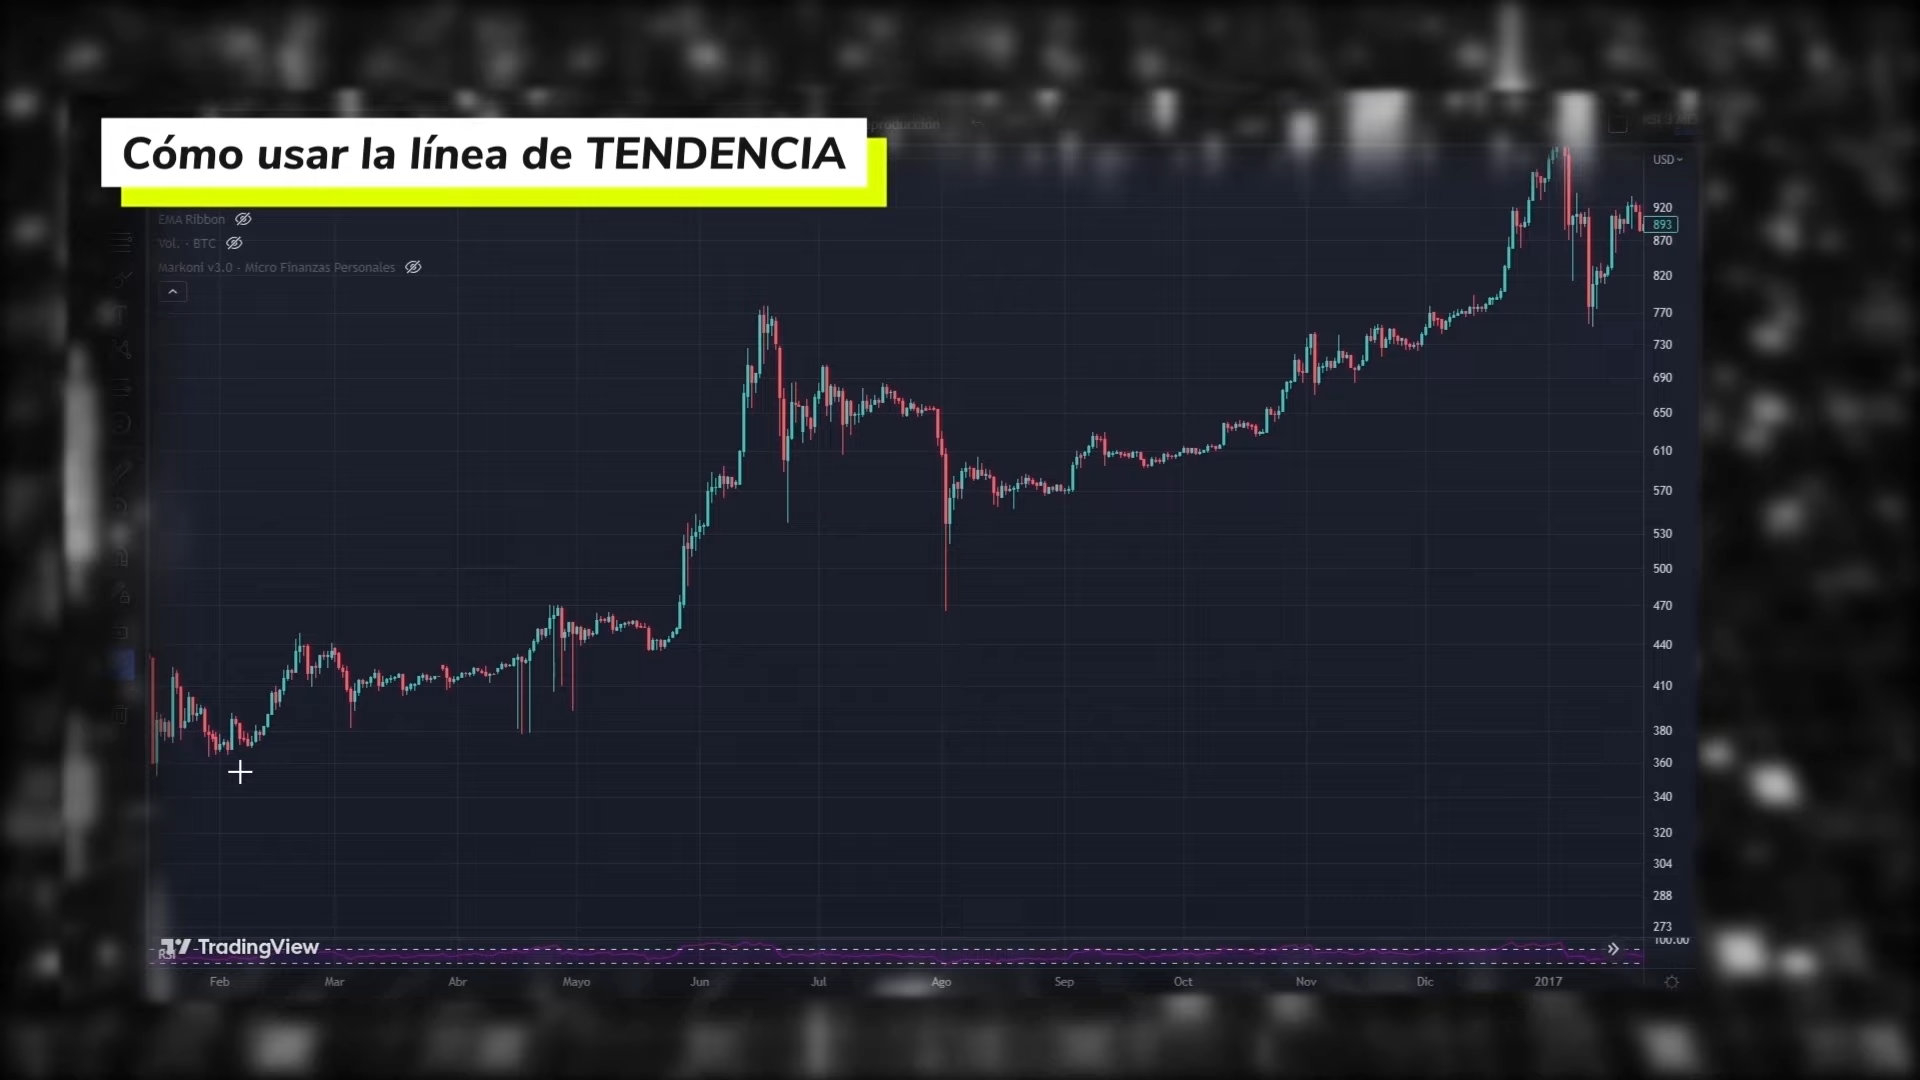 Cómo usar la línea de TENDENCIA
producción
USD
EMA Ribbon
Vol. · BTC
Markoni v3.0 · Micro Finanzas Personales
920
893
870
820
770
730
690
650
610
570
530
500
470
440
410
380
360
340
320
304
288
273
100.00
TradingView
RSI
Feb Mar Abr Mayo Jun Jul Ago Sep Oct Nov Dic 2017